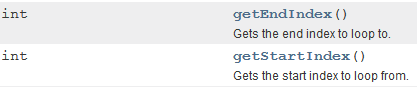 int getEndIndex()
Gets the end index to loop to.
int getStartIndex()
Gets the start index to loop from.